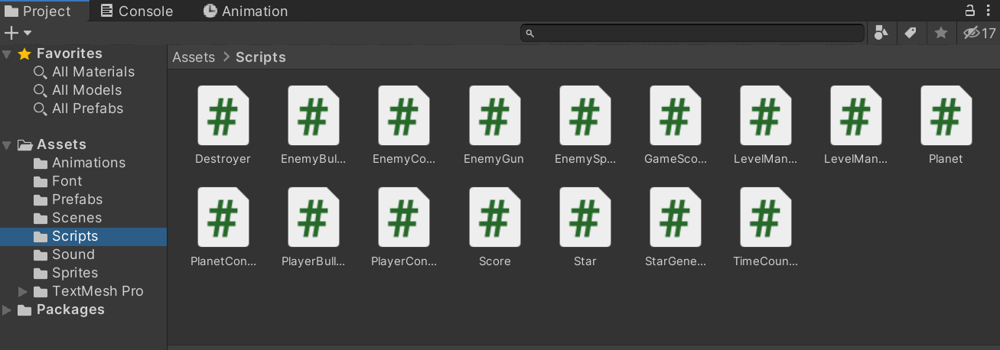 Project Console Animation
17
Favorites
All Materials
All Models
All Prefabs
Assets
Animations
Font
Prefabs
Scenes
Scripts
Sound
Sprites
TextMesh Pro
Packages
Assets > Scripts
Destroyer EnemyBul... EnemyCo... EnemyGun EnemySp... GameSco... LevelMan... LevelMan... Planet
PlanetCon... PlayerBull... PlayerCon... Score Star StarGene... TimeCoun...